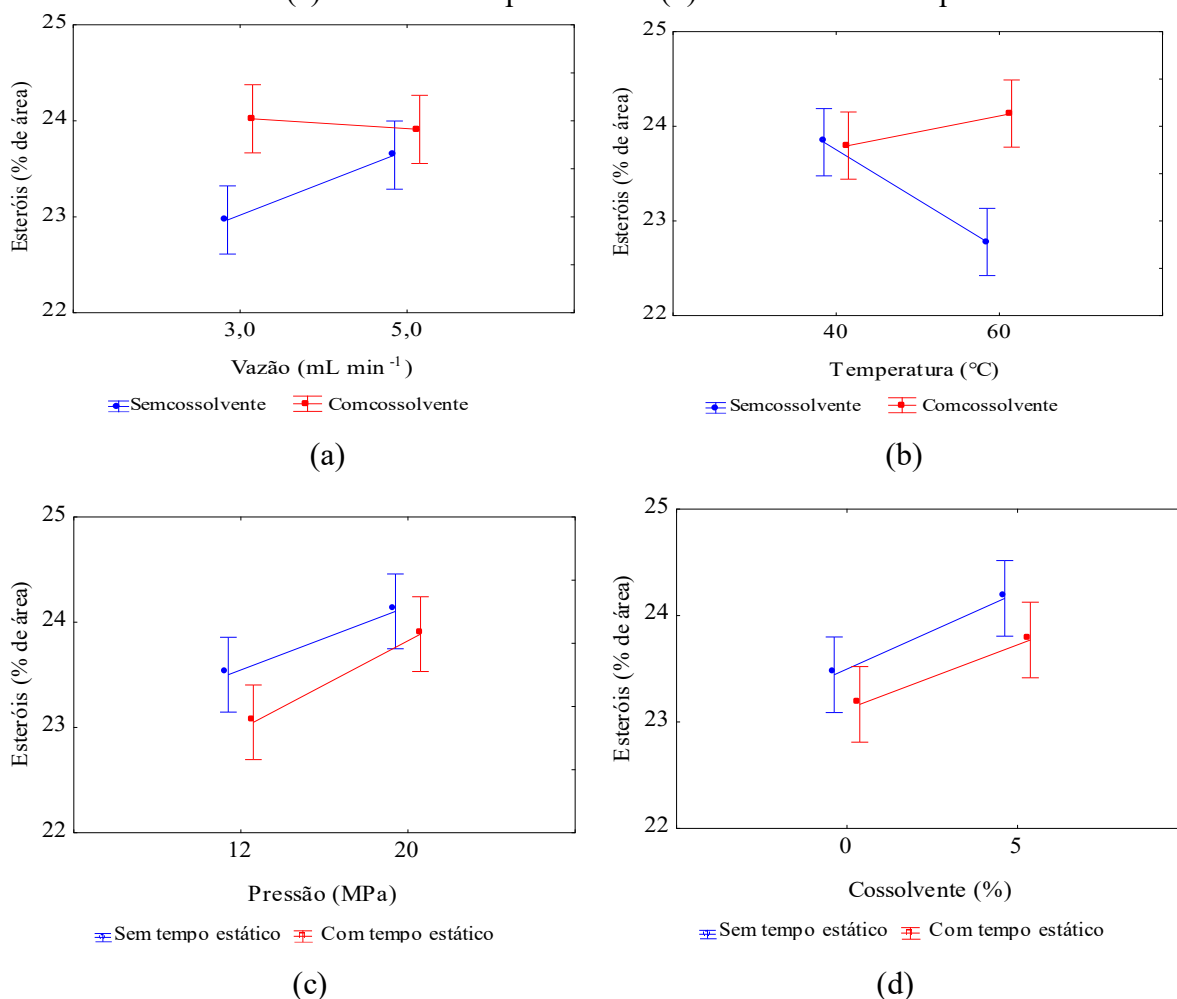 25
24
23
22
Esteróis (% de área)
3,0 5,0
Vazão (mL min -1)
Semcossolvente Comcossolvente
(a)
25
24
23
22
Esteróis (% de área)
40 60
Temperatura (°C)
Semcossolvente Comcossolvente
(b)
25
24
23
22
Esteróis (% de área)
12 20
Pressão (MPa)
Sem tempo estático Com tempo estático
(c)
25
24
23
22
Esteróis (% de área)
0 5
Cossolvente (%)
Sem tempo estático Com tempo estático
(d)